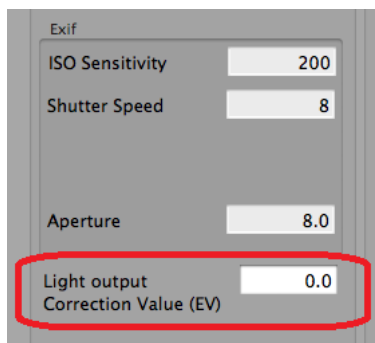 Exif
ISO Sensitivity 200
Shutter Speed 8
Aperture 8.0
Light output 0.0
Correction Value (EV)